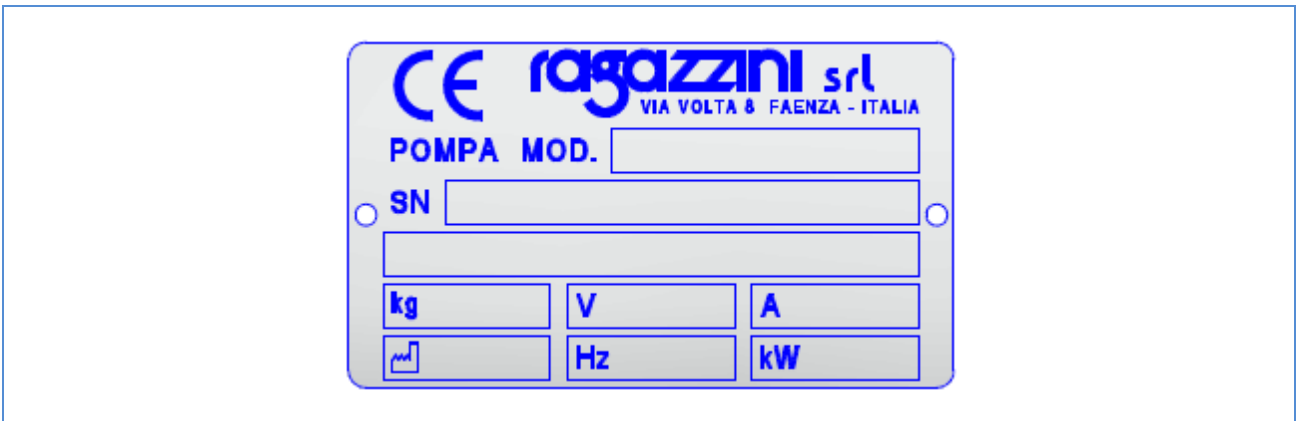 CE ragazzini srl
VIA VOLTA 8 FAENZA - ITALIA
POMPA MOD.
SN
kg V A
Hz kW